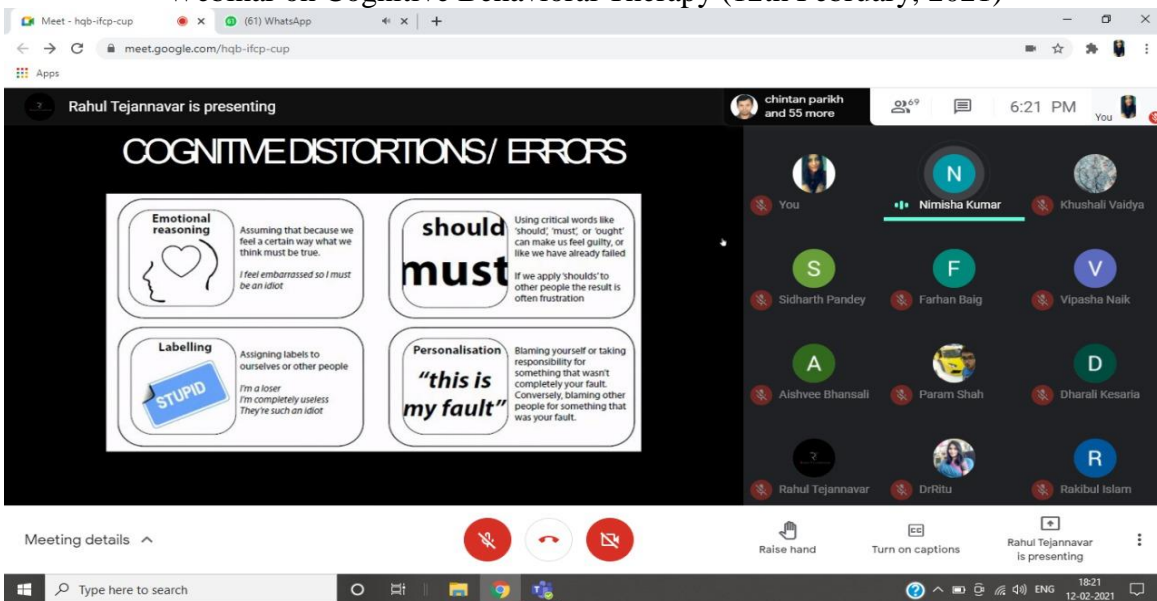 Webinar on Cognitive Behavioral Therapy (12th February, 2021)
Meet - hqb-ifcp-cup
(61) WhatsApp
meet.google.com/hqb-ifcp-cup
Apps
Rahul Tejannavar is presenting
chintan parikh
and 55 more
69
6:21 PM
You
COGNITIVE DISTORTIONS / ERRORS
Emotional
reasoning
Assuming that because we
feel a certain way what we
think must be true.
I feel embarrassed so I must
be an idiot
should
must
Using critical words like
'should', 'must', or 'ought'
can make us feel guilty, or
like we have already failed
If we apply 'shoulds' to
other people the result is
often frustration
Labelling
STUPID
Assigning labels to
ourselves or other people
I'm a loser
I'm completely useless
They're such an idiot
Personalisation
"this is
my fault"
Blaming yourself or taking
responsibility for
something that wasn't
completely your fault.
Conversely, blaming other
people for something that
was your fault.
You
N
Nimisha Kumar
Khushali Vaidya
S
Sidharth Pandey
F
Farhan Baig
V
Vipasha Naik
A
Aishvee Bhansali
Param Shah
D
Dharali Kesaria
Rahul Tejannavar
DrRitu
R
Rakibul Islam
Meeting details
Raise hand
CC
Turn on captions
Rahul Tejannavar
is presenting
Type here to search
ENG
18:21
12-02-2021